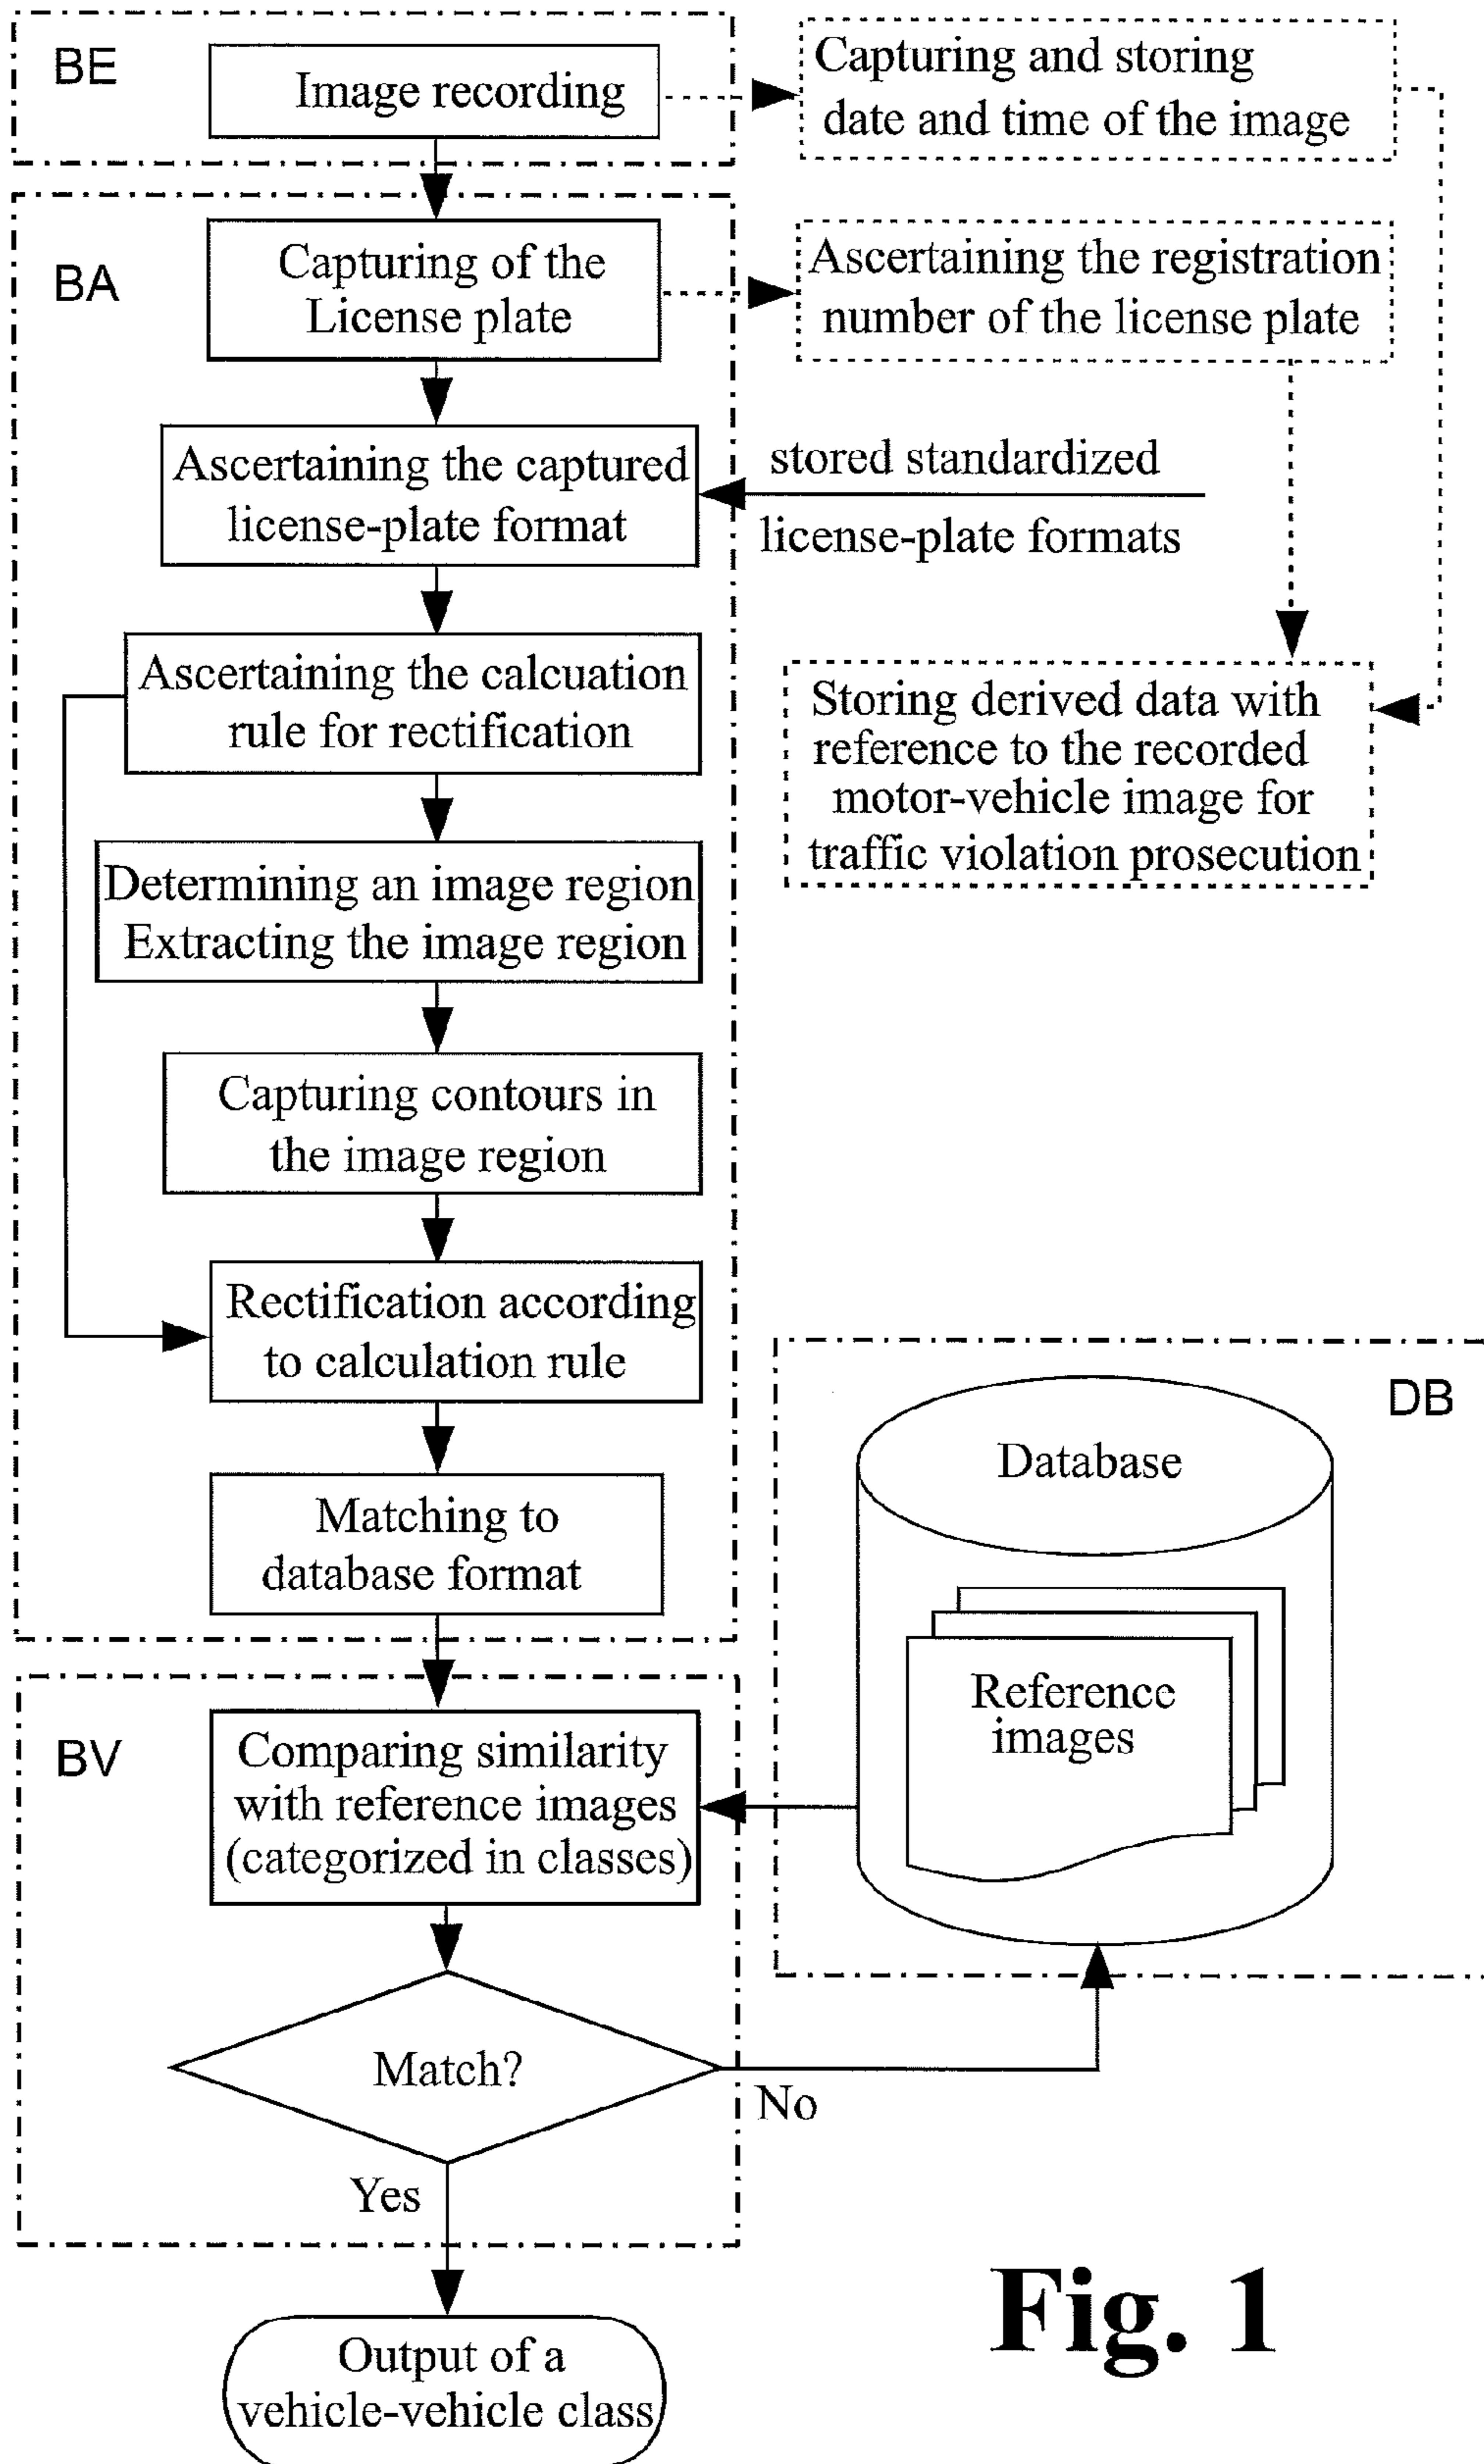 BE
Image recording
Capturing and storing
date and time of the image
BA
Capturing of the
License plate
Ascertaining the registration
number of the license plate
Ascertaining the captured
license-plate format
stored standardized
license-plate formats
Ascertaining the calcuation
rule for rectification
Storing derived data with
reference to the recorded
motor-vehicle image for
traffic violation prosecution
Determining an image region
Extracting the image region
Capturing contours in
the image region
Rectification according
to calculation rule
DB
Database
Matching to
database format
Reference
images
BV
Comparing similarity
with reference images
(categorized in classes)
Match?
No
Yes
Fig. 1
Output of a
vehicle-vehicle class